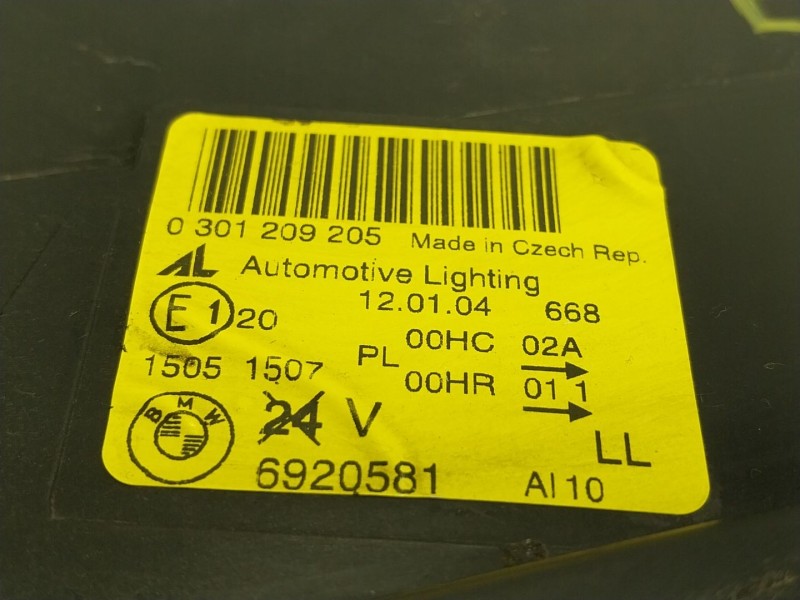 0 301 209 205 Made in Czech Rep.
AL Automotive Lighting
12.01.04 668
E1 20
00HC 02A
PL
1505 1507
00HR 01 1
BMW
24 V
LL
6920581
AI 10